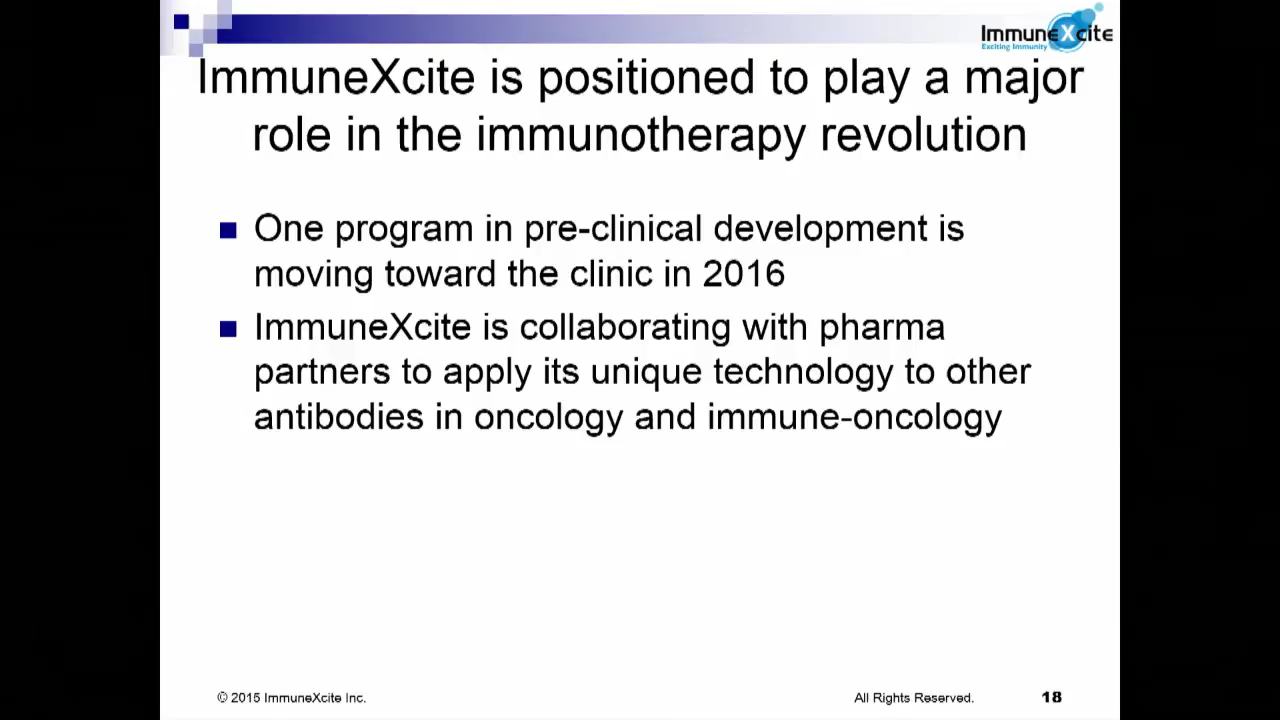 ImmuneXcite
Exciting Immunity
ImmuneXcite is positioned to play a major
role in the immunotherapy revolution
One program in pre-clinical development is
moving toward the clinic in 2016
ImmuneXcite is collaborating with pharma
partners to apply its unique technology to other
antibodies in oncology and immune-oncology
© 2015 ImmuneXcite Inc. All Rights Reserved. 18